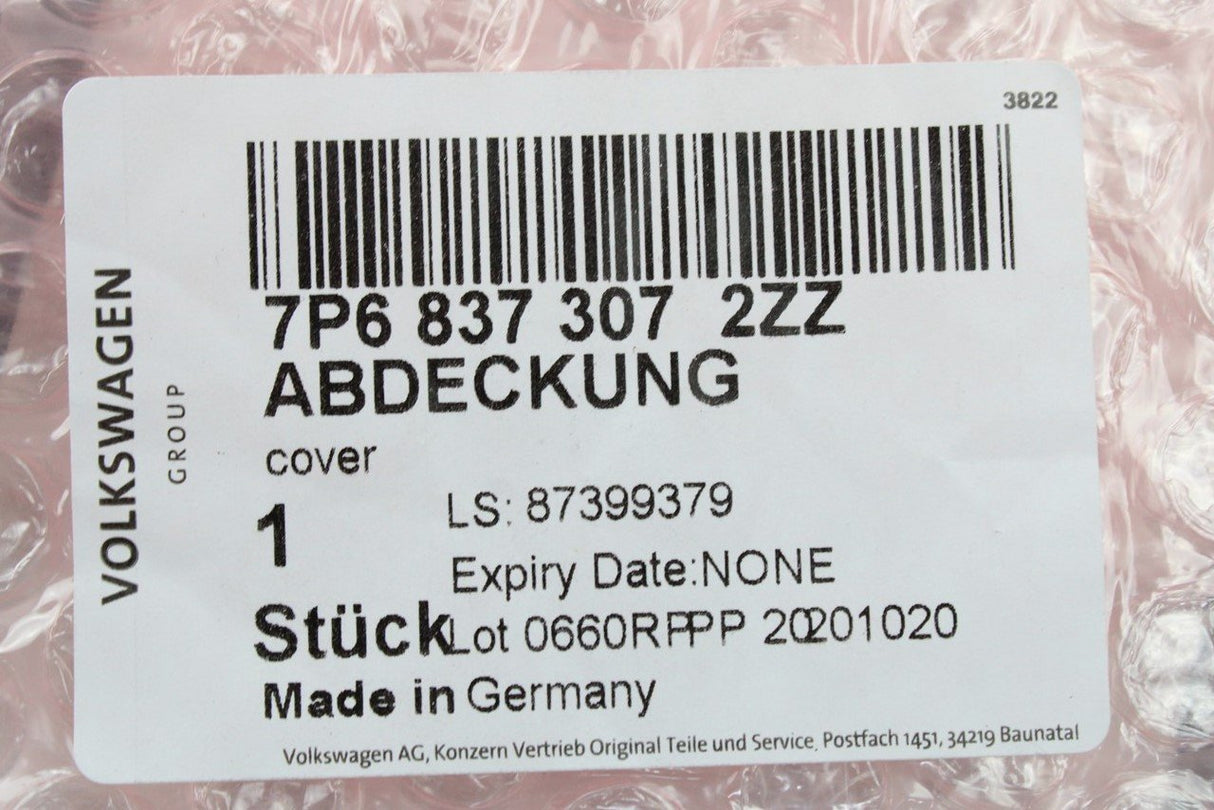 3822
7P6 837 307 2ZZ
ABDECKUNG
cover
1
LS: 87399379
Expiry Date:NONE
Stück Lot 0660RPPPP 20201020
Made in Germany
Volkswagen AG, Konzern Vertrieb Original Teile und Service, Postfach 1451, 34219 Baunatal
VOLKSWAGEN
GROUP